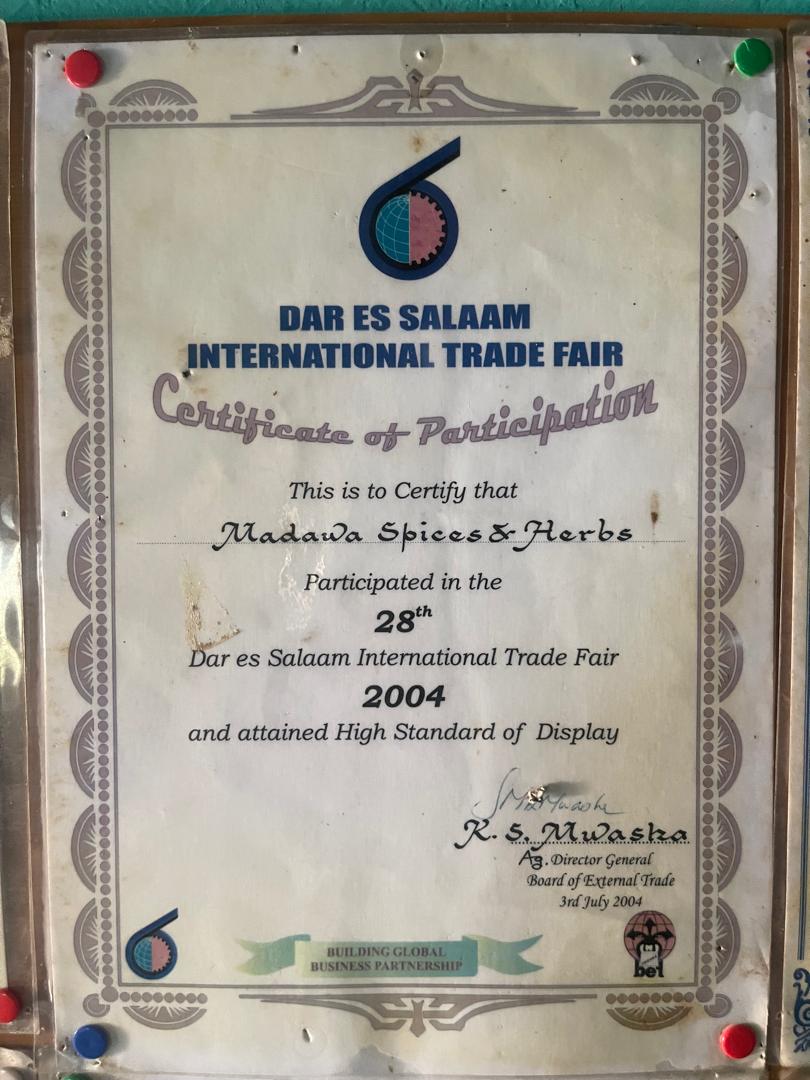 DAR ES SALAAM
INTERNATIONAL TRADE FAIR
Certificate of Participation
This is to Certify that
Madawa Spices & Herbs
Participated in the
28th
Dar es Salaam International Trade Fair
2004
and attained High Standard of Display
K. S. Mwasha
Ag. Director General
Board of External Trade
3rd July 2004
BUILDING GLOBAL
BUSINESS PARTNERSHIP
bet